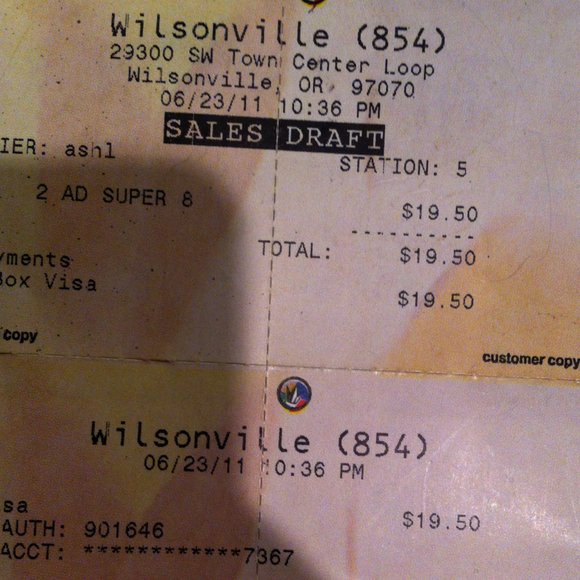 Wilsonville (854)
29300 SW Town Center Loop
Wilsonville, OR 97070
06/23/11 10:36 PM
SALES DRAFT
IER: ashl
STATION: 5
2 AD SUPER 8
$19.50
TOTAL: $19.50
yments
Box Visa
$19.50
copy
customer copy
Wilsonville (854)
06/23/11 10:36 PM
sa
$19.50
AUTH: 901646
ACCT: ************7367